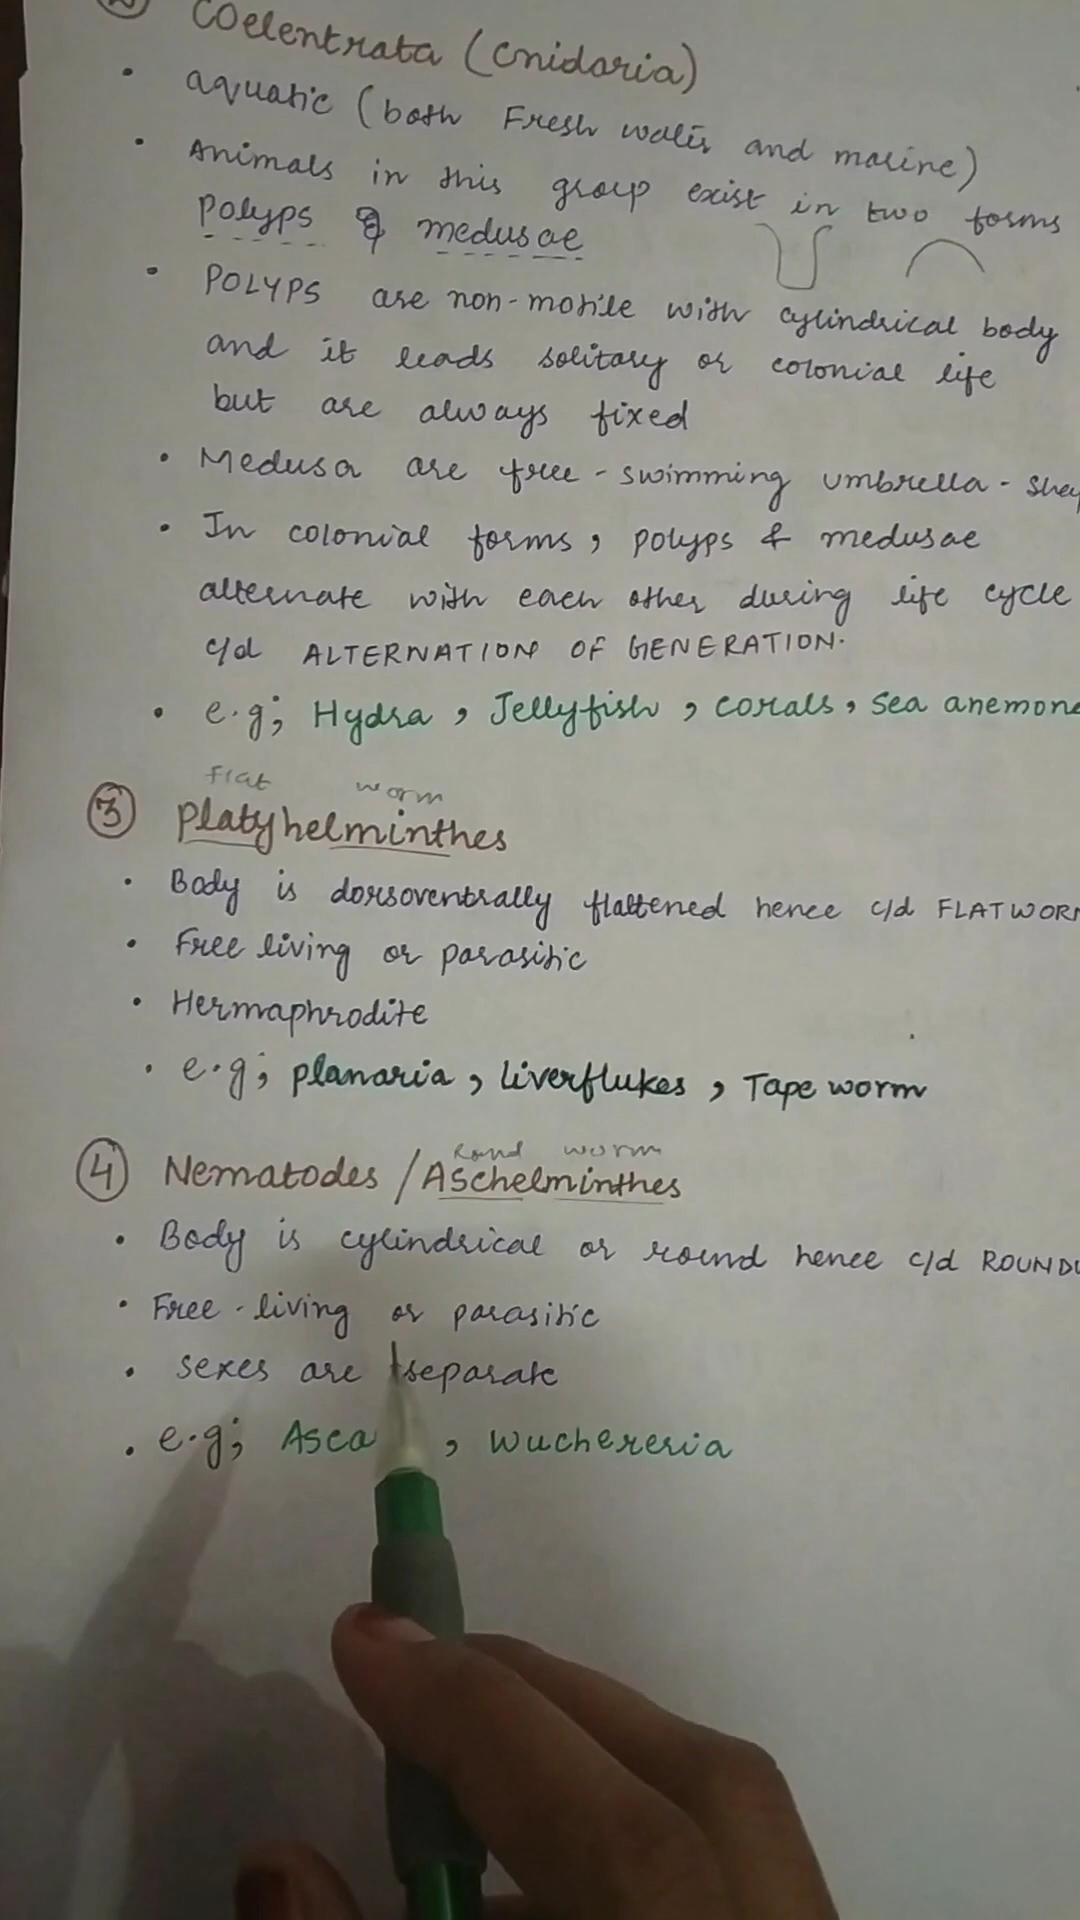 ② Coelentrata (Cnidaria)
• aquatic (both Fresh water and marine)
• Animals in this group exist in two forms
Polyps & medusae
• POLYPS are non-motile with cylindrical body
and it leads solitary or colonial life
but are always fixed
• Medusa are free-swimming umbrella-
• In colonial forms, polyps & medusae
alternate with each other during life cycle
c/d ALTERNATION OF GENERATION.
• e.g; Hydra, Jellyfish, corals, Sea anemone
flat worm
③ Platyhelminthes
• Body is dorsoventrally flattened hence c/d
• Free living or parasitic
• Hermaphrodite
• e.g; planaria, liverflukes, Tape worm
Rond worm
④ Nematodes / Aschelminthes
• Body is cylindrical or round hence c/d
• Free-living or parasitic
• sexes are separate
• e.g; Asca , Wuchereria